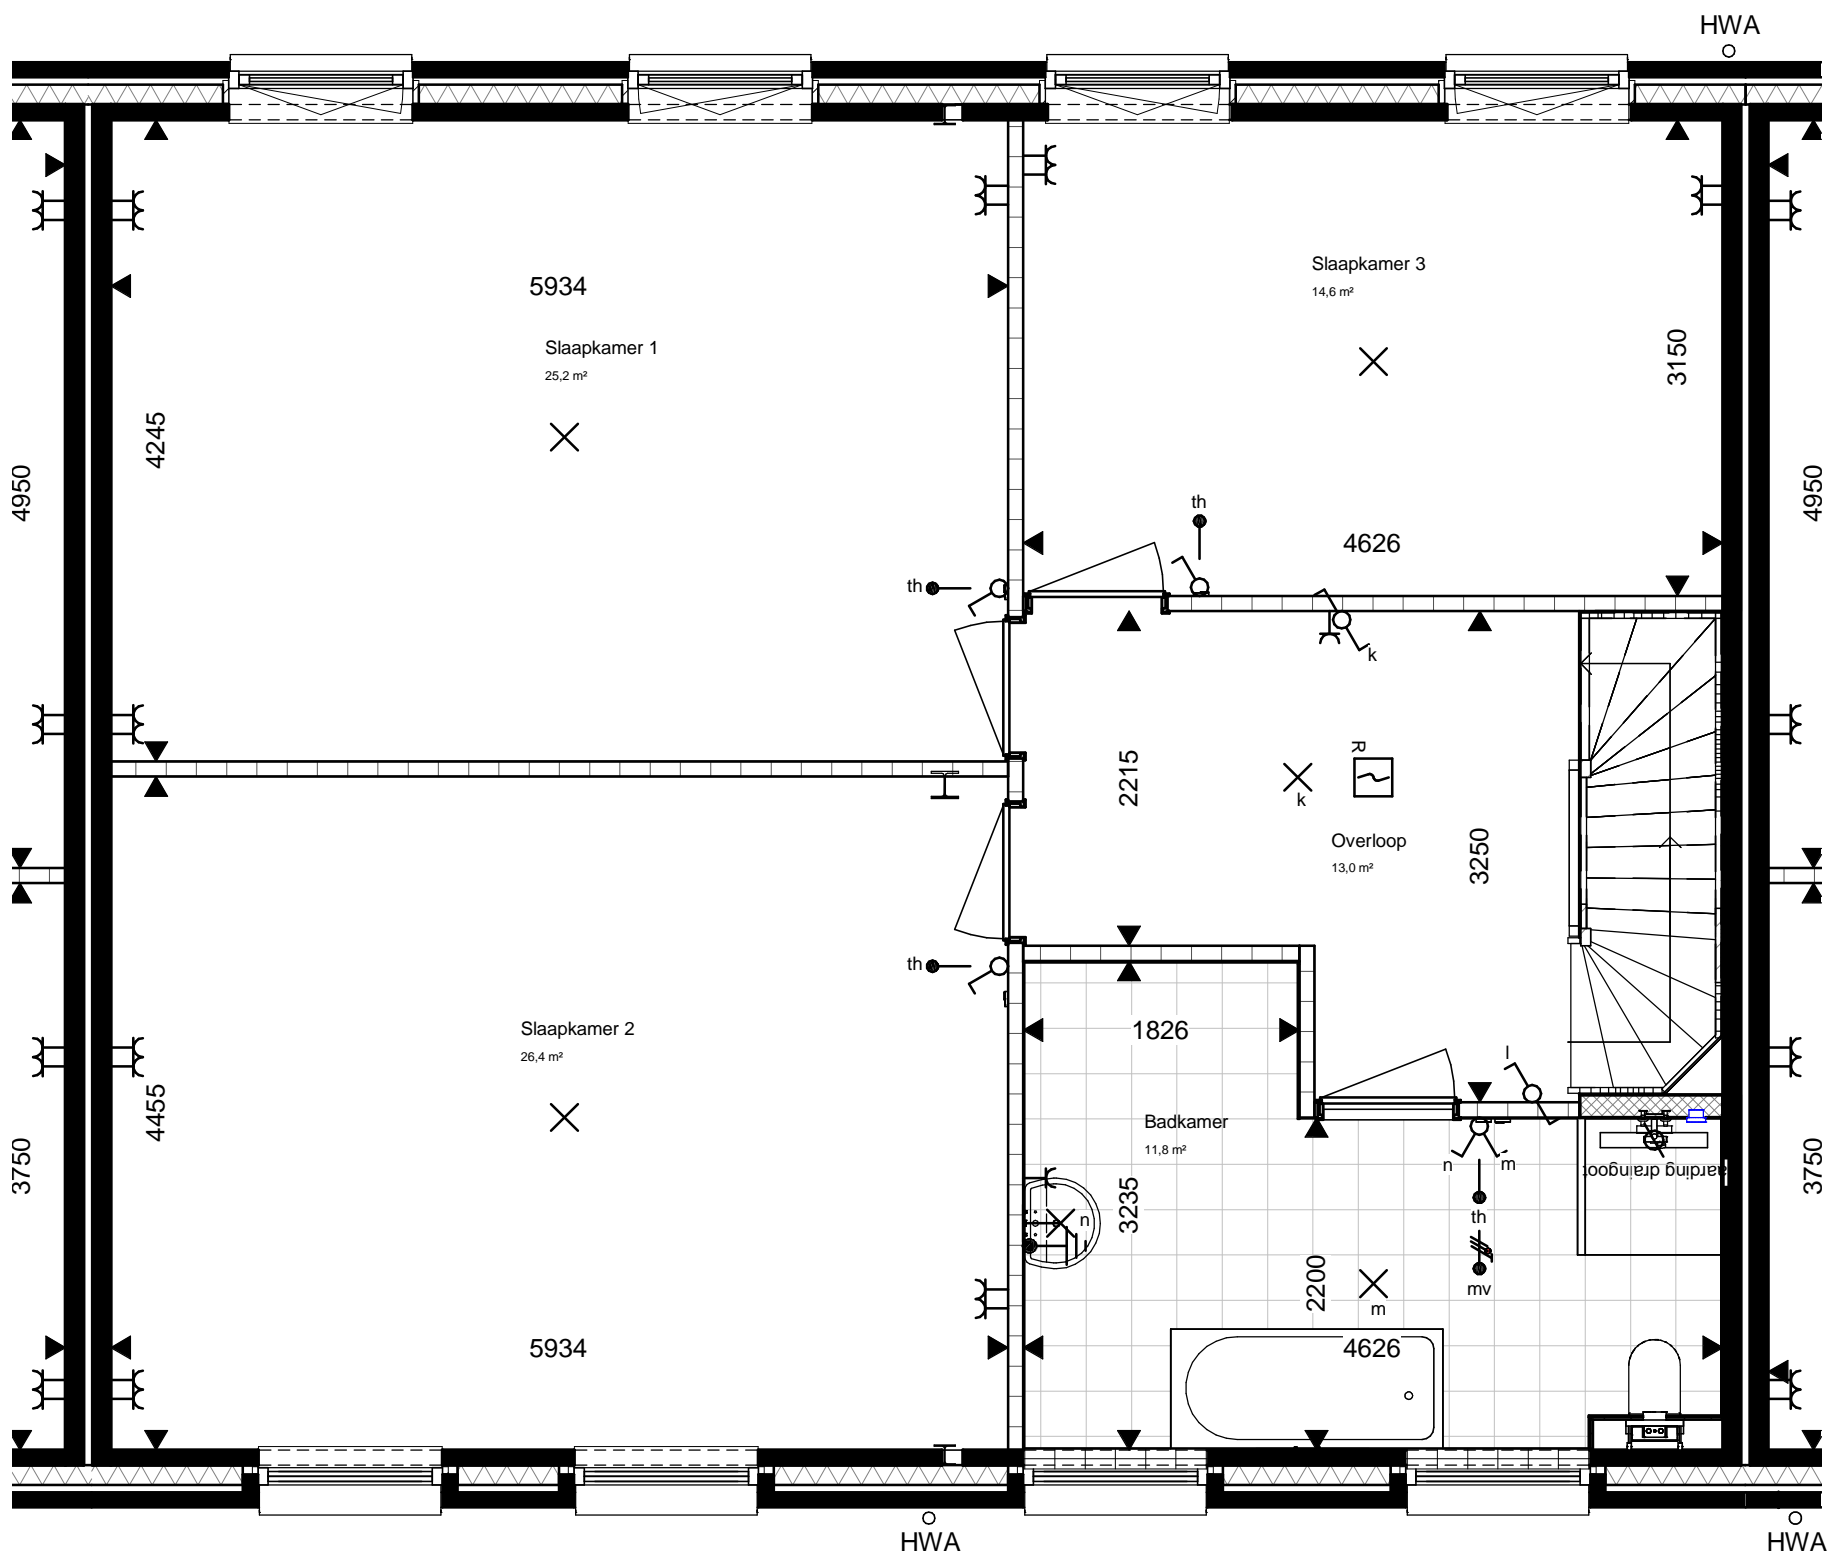 HWA
5934
Slaapkamer 1
25,2 m²
Slaapkamer 3
14,6 m²
3150
4245
4950
4950
th
4626
th
k
R
2215
k
Overloop
13,0 m²
3250
th
Slaapkamer 2
26,4 m²
1826
l
4455
Badkamer
11,8 m²
n
m
aarding draingoot
3750
3750
3235
n
l
th
2200
m
mv
5934
4626
HWA
HWA